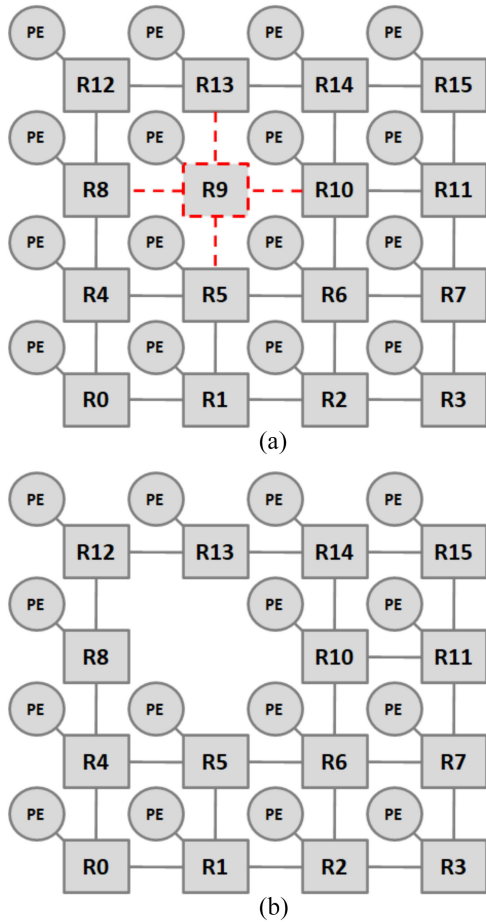 PE PE PE PE
R12 R13 R14 R15
PE PE PE PE
R8 R9 R10 R11
PE PE PE PE
R4 R5 R6 R7
PE PE PE PE
R0 R1 R2 R3
(a)
PE PE PE PE
R12 R13 R14 R15
PE PE PE
R8 R10 R11
PE PE PE PE
R4 R5 R6 R7
PE PE PE PE
R0 R1 R2 R3
(b)